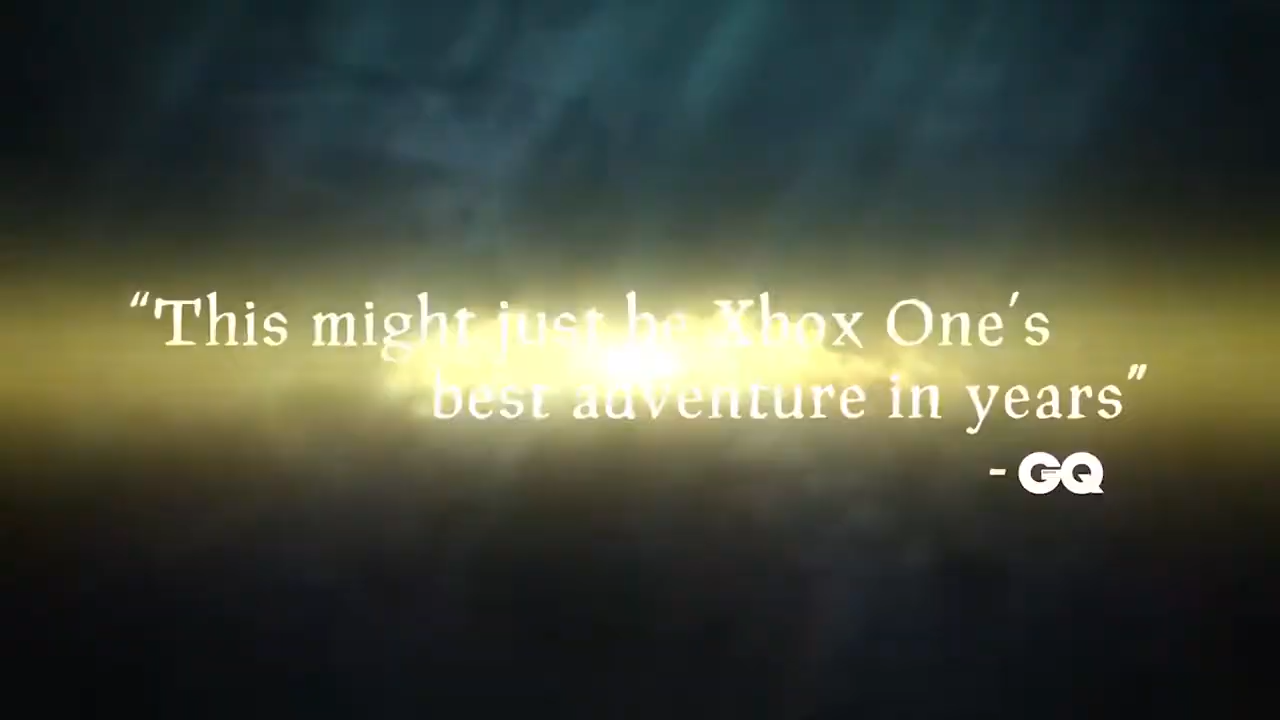 “This might just be Xbox One's
best adventure in years”
- GQ